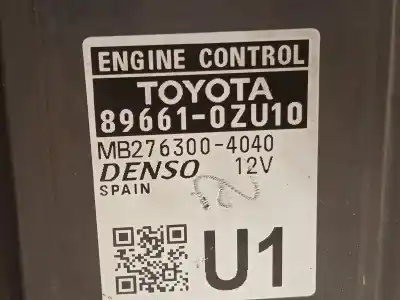 ENGINE CONTROL
TOYOTA
89661-0ZU10
MB276300-4040
DENSO 12V
SPAIN
U1